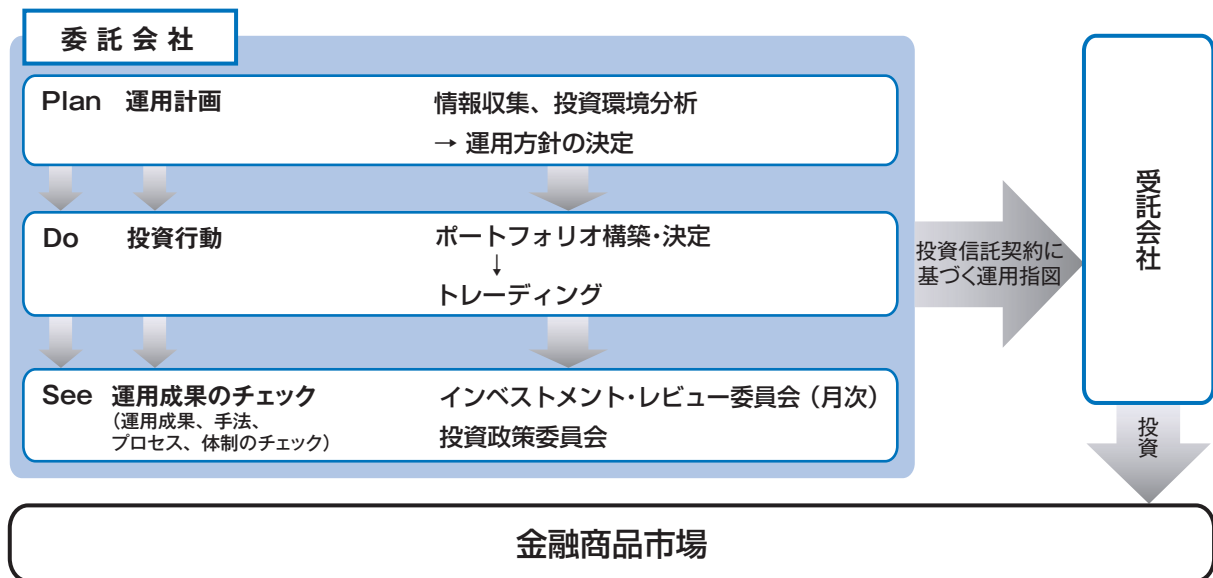 委託会社
Plan 運用計画 情報収集、投資環境分析
→ 運用方針の決定
Do 投資行動 ポートフォリオ構築・決定
↓
トレーディング
See 運用成果のチェック インベストメント・レビュー委員会（月次）
（運用成果、手法、
プロセス、体制のチェック）
投資政策委員会
投資信託契約に
基づく運用指図
受託会社
投資
金融商品市場